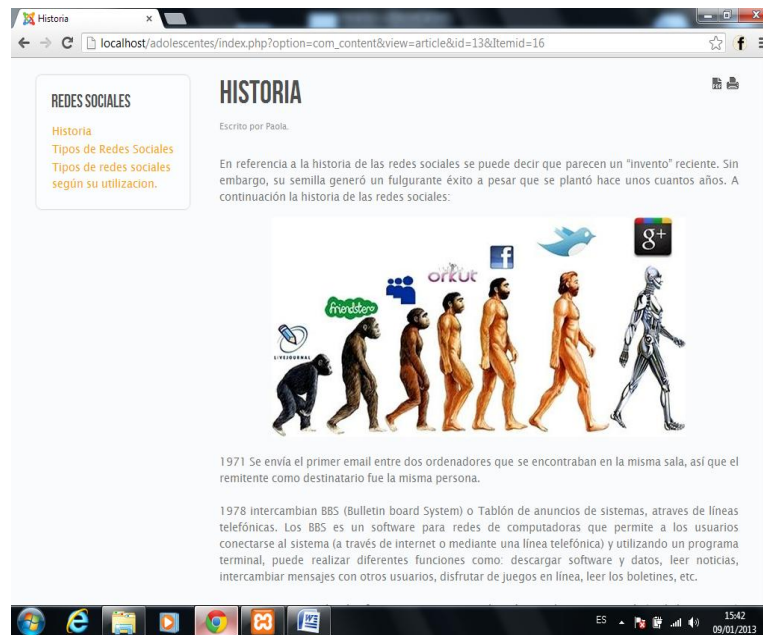 Historia
localhost/adolescentes/index.php?option=com_content&view=article&id=13&Itemid=16
REDES SOCIALES
Historia
Tipos de Redes Sociales
Tipos de redes sociales
según su utilizacion.
HISTORIA
Escrito por Paola.
En referencia a la historia de las redes sociales se puede decir que parecen un “invento” reciente. Sin
embargo, su semilla generó un fulgurante éxito a pesar que se plantó hace unos cuantos años. A
continuación la historia de las redes sociales:
LIVEJOURNAL
friendster
orkut
f
g+
1971 Se envía el primer email entre dos ordenadores que se encontraban en la misma sala, así que el
remitente como destinatario fue la misma persona.
1978 intercambian BBS (Bulletin board System) o Tablón de anuncios de sistemas, atraves de líneas
telefónicas. Los BBS es un software para redes de computadoras que permite a los usuarios
conectarse al sistema (a través de internet o mediante una línea telefónica) y utilizando un programa
terminal, puede realizar diferentes funciones como: descargar software y datos, leer noticias,
intercambiar mensajes con otros usuarios, disfrutar de juegos en línea, leer los boletines, etc.
ES
15:42
09/01/2013